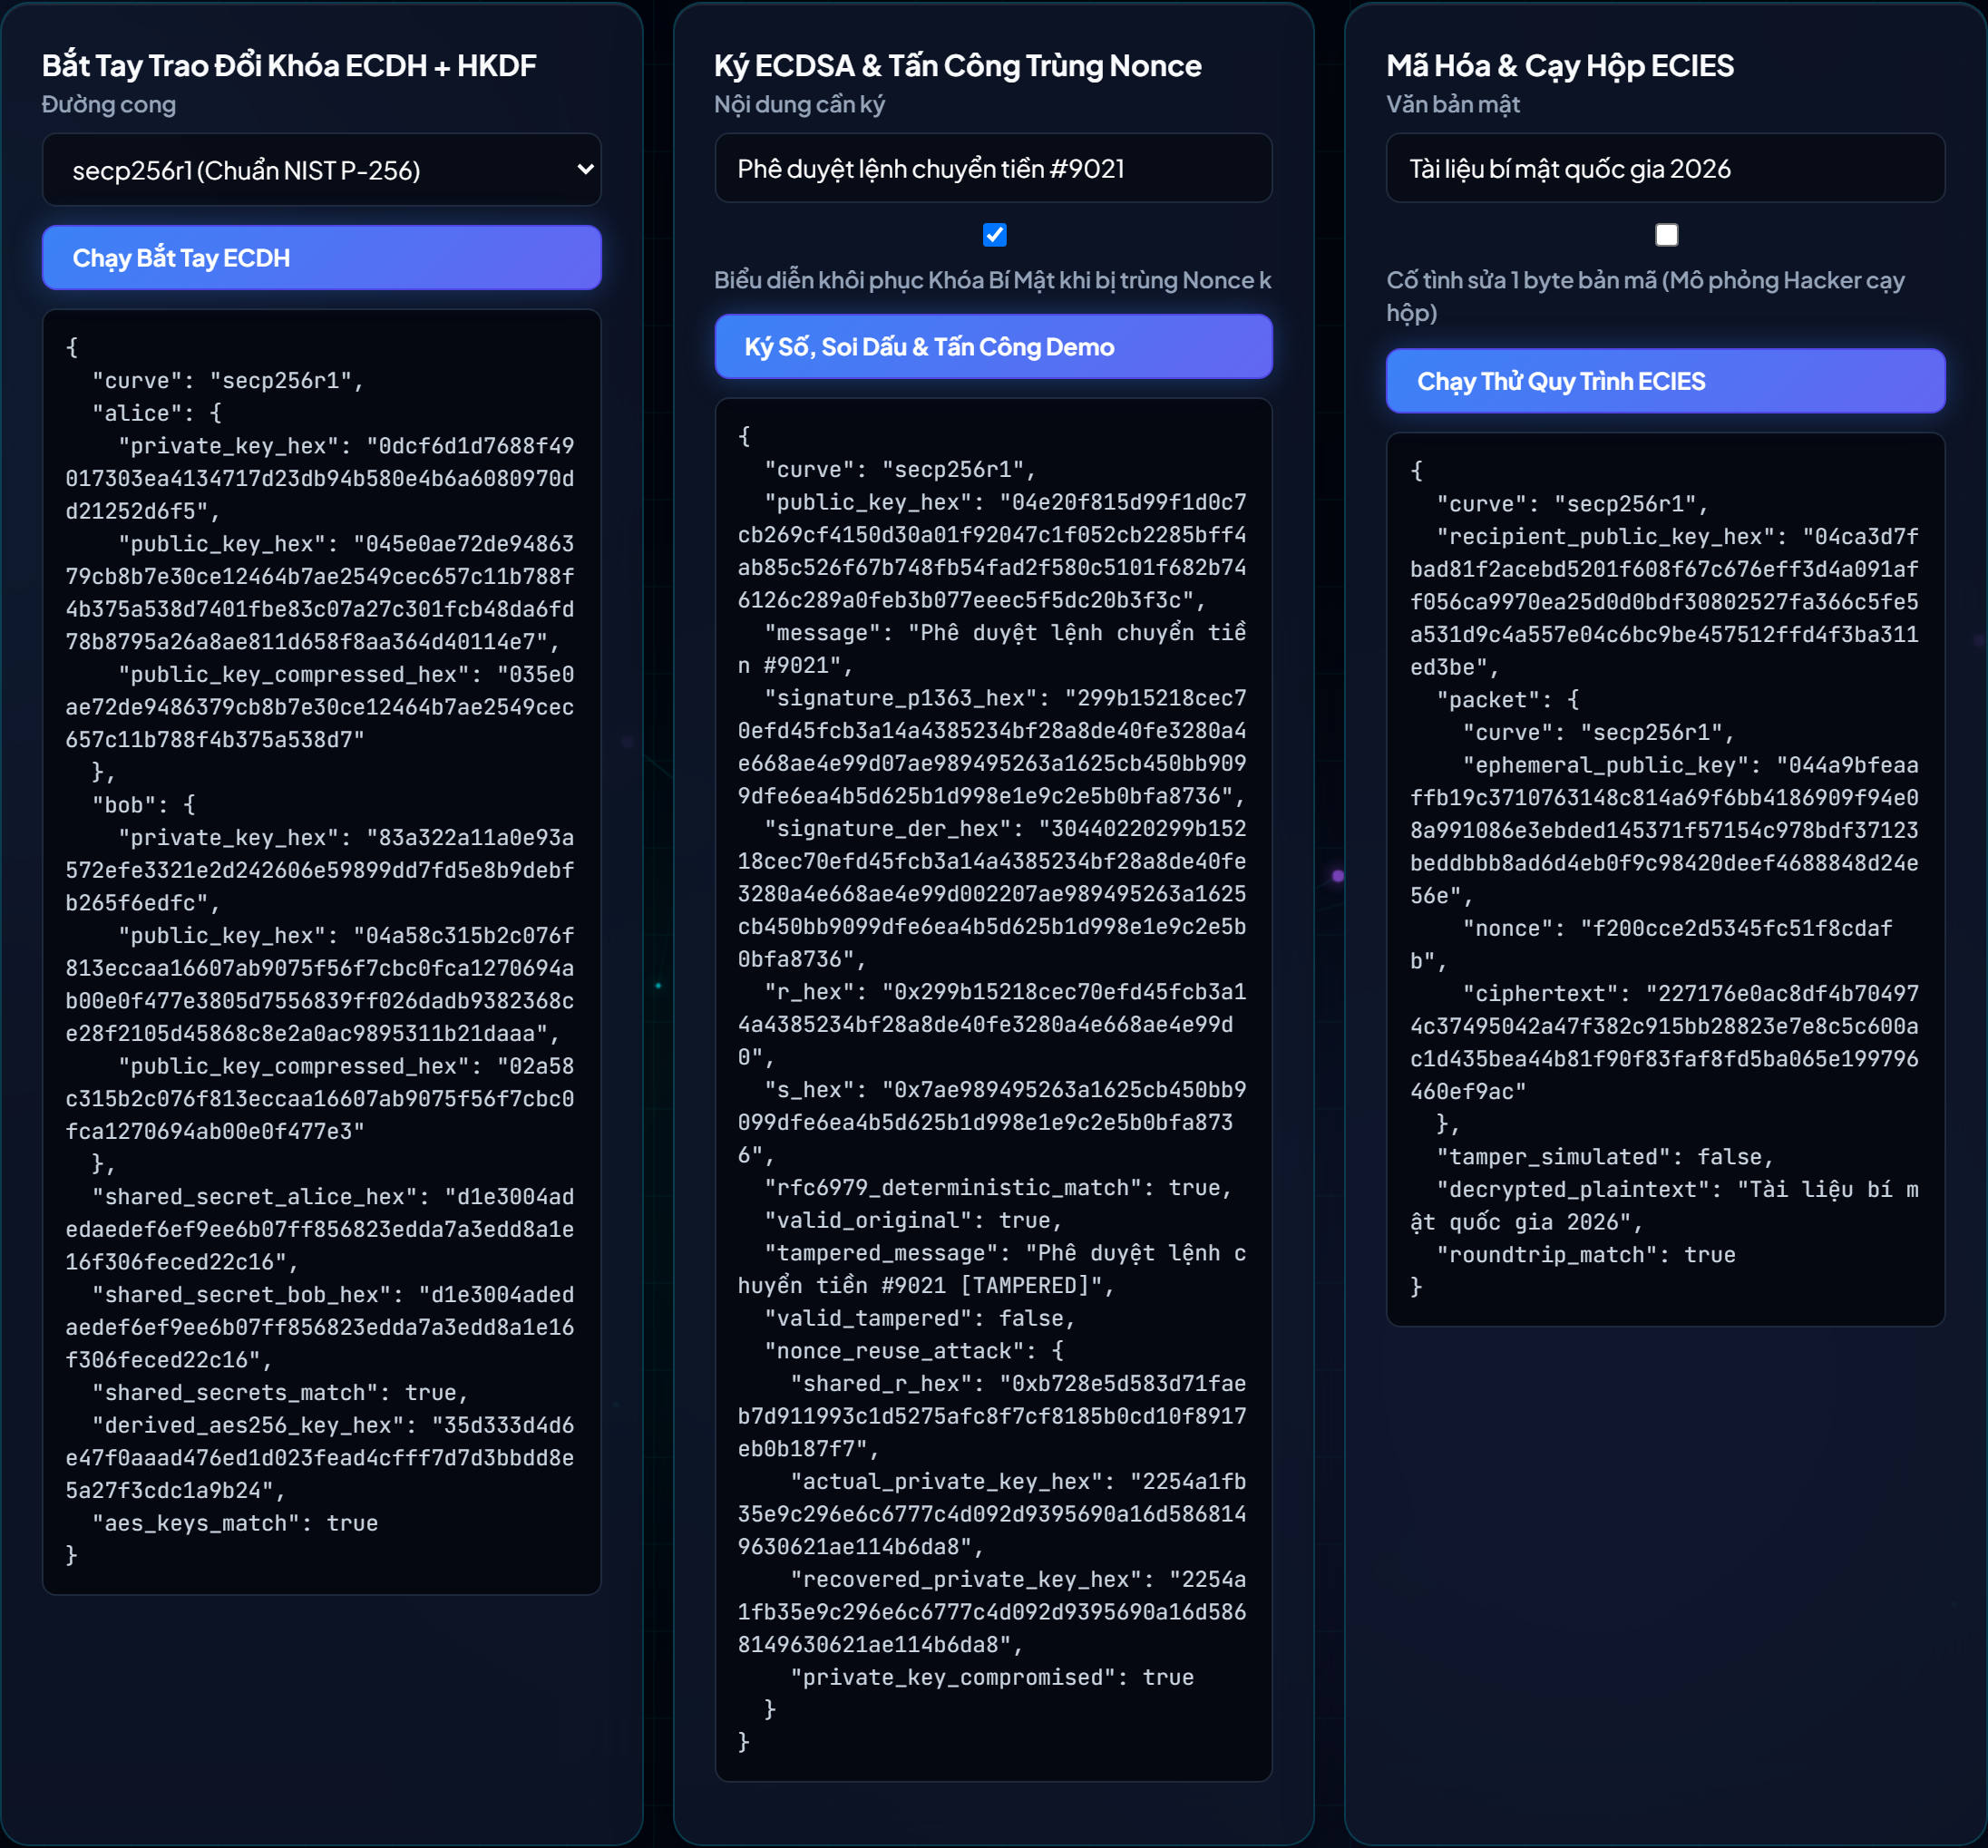 Bắt Tay Trao Đổi Khóa ECDH + HKDF
Đường cong
secp256r1 (Chuẩn NIST P-256)
Chạy Bắt Tay ECDH
{
"curve": "secp256r1",
"alice": {
"private_key_hex": "0dcf6d1d7688f49
017303ea4134717d23db94b580e4b6a6080970d
d21252d6f5",
"public_key_hex": "045e0ae72de94863
79cb8b7e30ce12464b7ae2549cec657c11b788f
4b375a538d7401fbe83c07a27c301fcb48da6fd
78b8795a26a8ae811d658f8aa364d40114e7",
"public_key_compressed_hex": "035e0
ae72de9486379cb8b7e30ce12464b7ae2549cec
657c11b788f4b375a538d7"
},
"bob": {
"private_key_hex": "83a322a11a0e93a
572efe3321e2d242606e59899dd7fd5e8b9debf
b265f6edfc",
"public_key_hex": "04a58c315b2c076f
813eccaa16607ab9075f56f7cbc0fca1270694a
b00e0f477e3805d7556839ff026dadb9382368c
e28f2105d45868c8e2a0ac9895311b21daaa",
"public_key_compressed_hex": "02a58
c315b2c076f813eccaa16607ab9075f56f7cbc0
fca1270694ab00e0f477e3"
},
"shared_secret_alice_hex": "d1e3004ad
edaedef6ef9ee6b07ff856823edda7a3edd8a1e
16f306feced22c16",
"shared_secret_bob_hex": "d1e3004aded
aedef6ef9ee6b07ff856823edda7a3edd8a1e16
f306feced22c16",
"shared_secrets_match": true,
"derived_aes256_key_hex": "35d333d4d6
e47f0aaad476ed1d023fead4cfff7d7d3bbdd8e
5a27f3cdc1a9b24",
"aes_keys_match": true
}
Ký ECDSA & Tấn Công Trùng Nonce
Nội dung cần ký
Phê duyệt lệnh chuyển tiền #9021
Biểu diễn khôi phục Khóa Bí Mật khi bị trùng Nonce k
Ký Số, Soi Dấu & Tấn Công Demo
{
"curve": "secp256r1",
"public_key_hex": "04e20f815d99f1d0c7
cb269cf4150d30a01f92047c1f052cb2285bff4
ab85c526f67b748fb54fad2f580c5101f682b74
6126c289a0feb3b077eeec5f5dc20b3f3c",
"message": "Phê duyệt lệnh chuyển tiề
n #9021",
"signature_p1363_hex": "299b15218cec7
0efd45fcb3a14a4385234bf28a8de40fe3280a4
e668ae4e99d07ae989495263a1625cb450bb909
9dfe6ea4b5d625b1d998e1e9c2e5b0bfa8736",
"signature_der_hex": "30440220299b152
18cec70efd45fcb3a14a4385234bf28a8de40fe
3280a4e668ae4e99d002207ae989495263a1625
cb450bb9099dfe6ea4b5d625b1d998e1e9c2e5b
0bfa8736",
"r_hex": "0x299b15218cec70efd45fcb3a1
4a4385234bf28a8de40fe3280a4e668ae4e99d
0",
"s_hex": "0x7ae989495263a1625cb450bb9
099dfe6ea4b5d625b1d998e1e9c2e5b0bfa873
6",
"rfc6979_deterministic_match": true,
"valid_original": true,
"tampered_message": "Phê duyệt lệnh c
huyển tiền #9021 [TAMPERED]",
"valid_tampered": false,
"nonce_reuse_attack": {
"shared_r_hex": "0xb728e5d583d71fae
b7d911993c1d5275afc8f7cf8185b0cd10f8917
eb0b187f7",
"actual_private_key_hex": "2254a1fb
35e9c296e6c6777c4d092d9395690a16d586814
9630621ae114b6da8",
"recovered_private_key_hex": "2254a
1fb35e9c296e6c6777c4d092d9395690a16d586
8149630621ae114b6da8",
"private_key_compromised": true
}
}
Mã Hóa & Cạy Hộp ECIES
Văn bản mật
Tài liệu bí mật quốc gia 2026
Cố tình sửa 1 byte bản mã (Mô phỏng Hacker cạy
hộp)
Chạy Thử Quy Trình ECIES
{
"curve": "secp256r1",
"recipient_public_key_hex": "04ca3d7f
bad81f2acebd5201f608f67c676eff3d4a091af
f056ca9970ea25d0d0bdf30802527fa366c5fe5
a531d9c4a557e04c6bc9be457512ffd4f3ba311
ed3be",
"packet": {
"curve": "secp256r1",
"ephemeral_public_key": "044a9bfeaa
ffb19c3710763148c814a69f6bb4186909f94e0
8a991086e3ebded145371f57154c978bdf37123
beddbbb8ad6d4eb0f9c98420deef4688848d24e
56e",
"nonce": "f200cce2d5345fc51f8cdaf
b",
"ciphertext": "227176e0ac8df4b70497
4c37495042a47f382c915bb28823e7e8c5c600a
c1d435bea44b81f90f83faf8fd5ba065e199796
460ef9ac"
},
"tamper_simulated": false,
"decrypted_plaintext": "Tài liệu bí m
ật quốc gia 2026",
"roundtrip_match": true
}